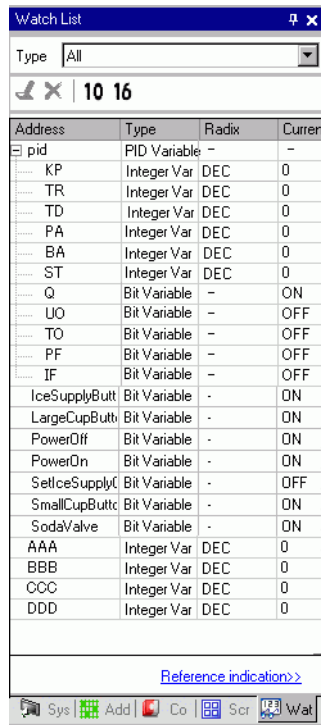 Watch List
Type All
10 16
Address Type Radix Curren
pid PID Variable - -
KP Integer Var DEC 0
TR Integer Var DEC 0
TD Integer Var DEC 0
PA Integer Var DEC 0
BA Integer Var DEC 0
ST Integer Var DEC 0
Q Bit Variable - ON
UO Bit Variable - OFF
TO Bit Variable - OFF
PF Bit Variable - OFF
IF Bit Variable - OFF
IceSupplyButt Bit Variable - ON
LargeCupButt Bit Variable - ON
PowerOff Bit Variable - ON
PowerOn Bit Variable - ON
SetIceSupply Bit Variable - OFF
SmallCupButt Bit Variable - ON
SodaValve Bit Variable - ON
AAA Integer Var DEC 0
BBB Integer Var DEC 0
CCC Integer Var DEC 0
DDD Integer Var DEC 0
Reference indication>>
Sys Add Co Scr Wat